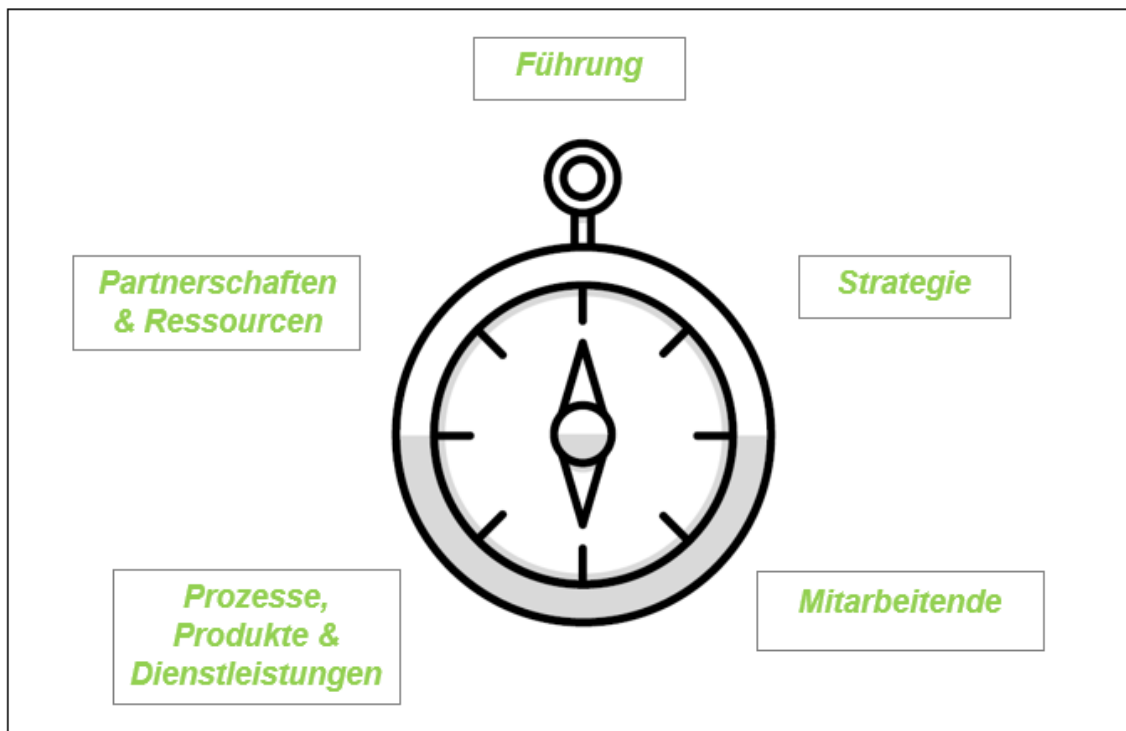 Führung
Partnerschaften
& Ressourcen
Strategie
Prozesse,
Produkte &
Dienstleistungen
Mitarbeitende